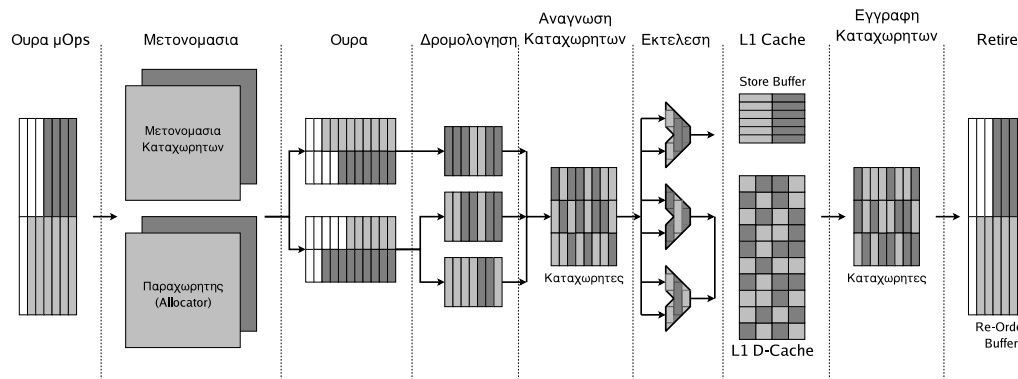 Ουρα μOps
Μετονομασια
Ουρα
Δρομολογηση
Αναγνωση
Καταχωρητων
Εκτελεση
L1 Cache
Εγγραφη
Καταχωρητων
Retire
Μετονομασια
Καταχωρητων
Παραχωρητης
(Allocator)
Καταχωρητες
Store Buffer
L1 D-Cache
Καταχωρητες
Re-Orde
Buffer